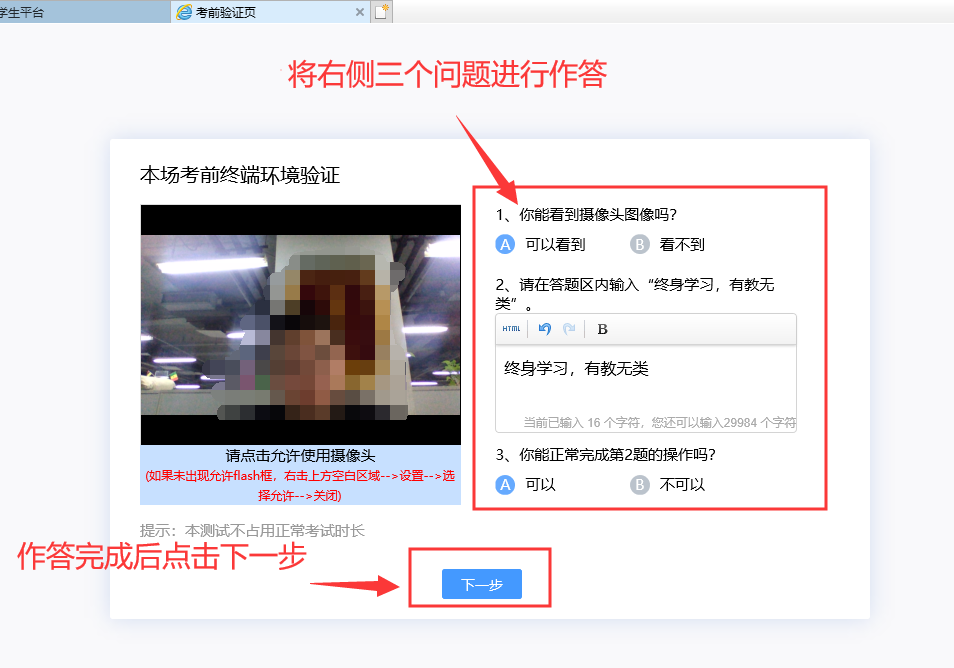 学生平台
考前验证页
将右侧三个问题进行作答
本场考前终端环境验证
1、你能看到摄像头图像吗?
A 可以看到 B 看不到
2、请在答题区内输入“终身学习，有教无
类”。
HTML B
终身学习，有教无类
当前已输入 16 个字符，您还可以输入29984 个字符
3、你能正常完成第2题的操作吗?
A 可以 B 不可以
请点击允许使用摄像头
(如果未出现允许flash框，右击上方空白区域-->设置-->选
择允许-->关闭)
提示：本测试不占用正常考试时长
作答完成后点击下一步
下一步